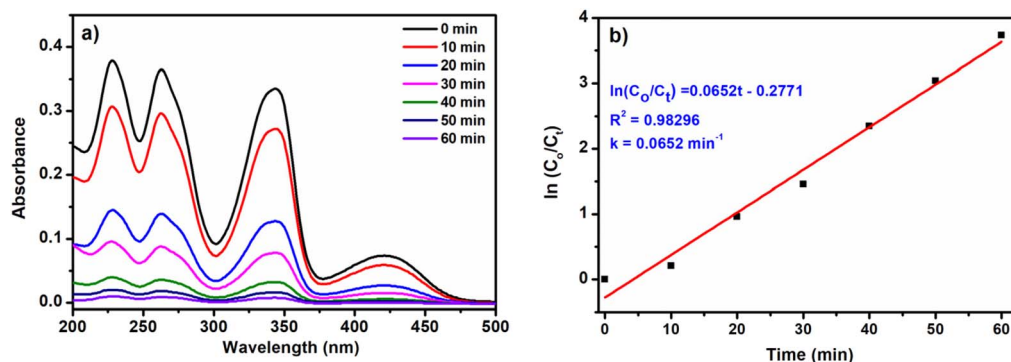 a)
0 min
10 min
20 min
30 min
40 min
50 min
60 min
0.4
0.3
0.2
0.1
0.0
Absorbance
200 250 300 350 400 450 500
Wavelength (nm)
b)
ln(Co/Ct) =0.0652t - 0.2771
R² = 0.98296
k = 0.0652 min⁻¹
4
3
2
1
0
ln (Co/Ct)
0 10 20 30 40 50 60
Time (min)